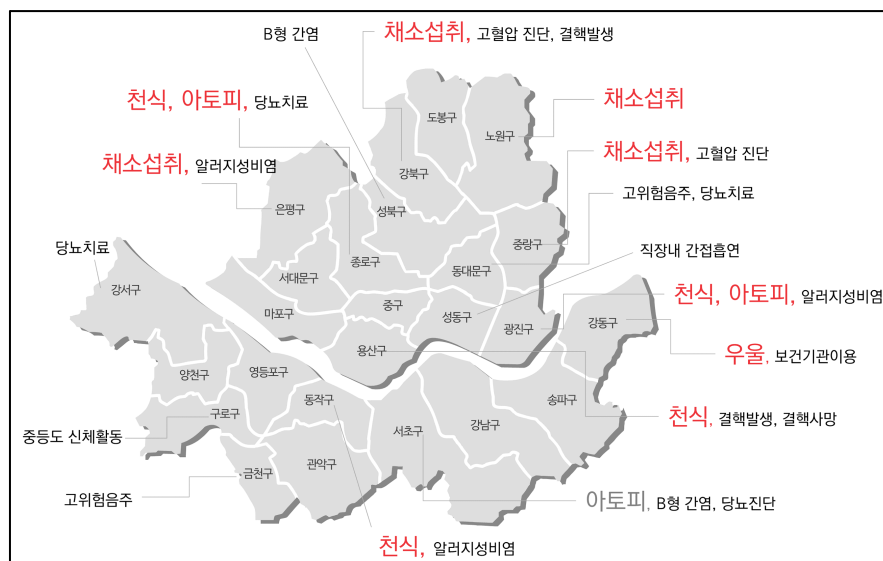 채소섭취, 고혈압 진단, 결핵발생
B형 간염
천식, 아토피, 당뇨치료
채소섭취
채소섭취, 고혈압 진단
채소섭취, 알러지성비염
고위험음주, 당뇨치료
당뇨치료
직장내 간접흡연
천식, 아토피, 알러지성비염
우울, 보건기관이용
천식, 결핵발생, 결핵사망
중등도 신체활동
고위험음주
아토피, B형 간염, 당뇨진단
천식, 알러지성비염
도봉구
노원구
강북구
은평구
성북구
중랑구
종로구
동대문구
서대문구
강서구
중구
성동구
마포구
광진구
강동구
용산구
양천구
영등포구
동작구
송파구
구로구
서초구
강남구
금천구
관악구